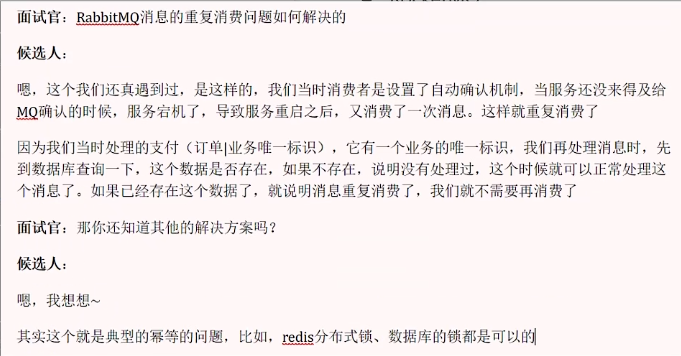 面试官：RabbitMQ消息的重复消费问题如何解决的
候选人：
嗯，这个我们还真遇到过，是这样的，我们当时消费者是设置了自动确认机制，当服务还没来得及给
MQ确认的时候，服务宕机了，导致服务重启之后，又消费了一次消息。这样就重复消费了
因为我们当时处理的支付（订单|业务唯一标识），它有一个业务的唯一标识，我们再处理消息时，先
到数据库查询一下，这个数据是否存在，如果不存在，说明没有处理过，这个时候就可以正常处理这
个消息了。如果已经存在这个数据了，就说明消息重复消费了，我们就不需要再消费了
面试官：那你还知道其他的解决方案吗？
候选人：
嗯，我想想~
其实这个就是典型的幂等的问题，比如，redis分布式锁、数据库的锁都是可以的